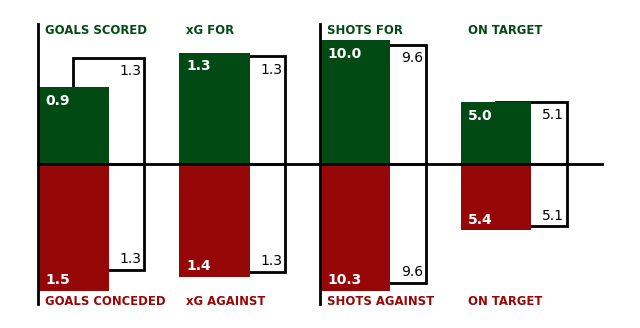 GOALS SCORED xG FOR SHOTS FOR ON TARGET
0.9 1.3 1.3 1.3 10.0 9.6 5.0 5.1
1.5 1.3 1.4 1.3 10.3 9.6 5.4 5.1
GOALS CONCEDED xG AGAINST SHOTS AGAINST ON TARGET